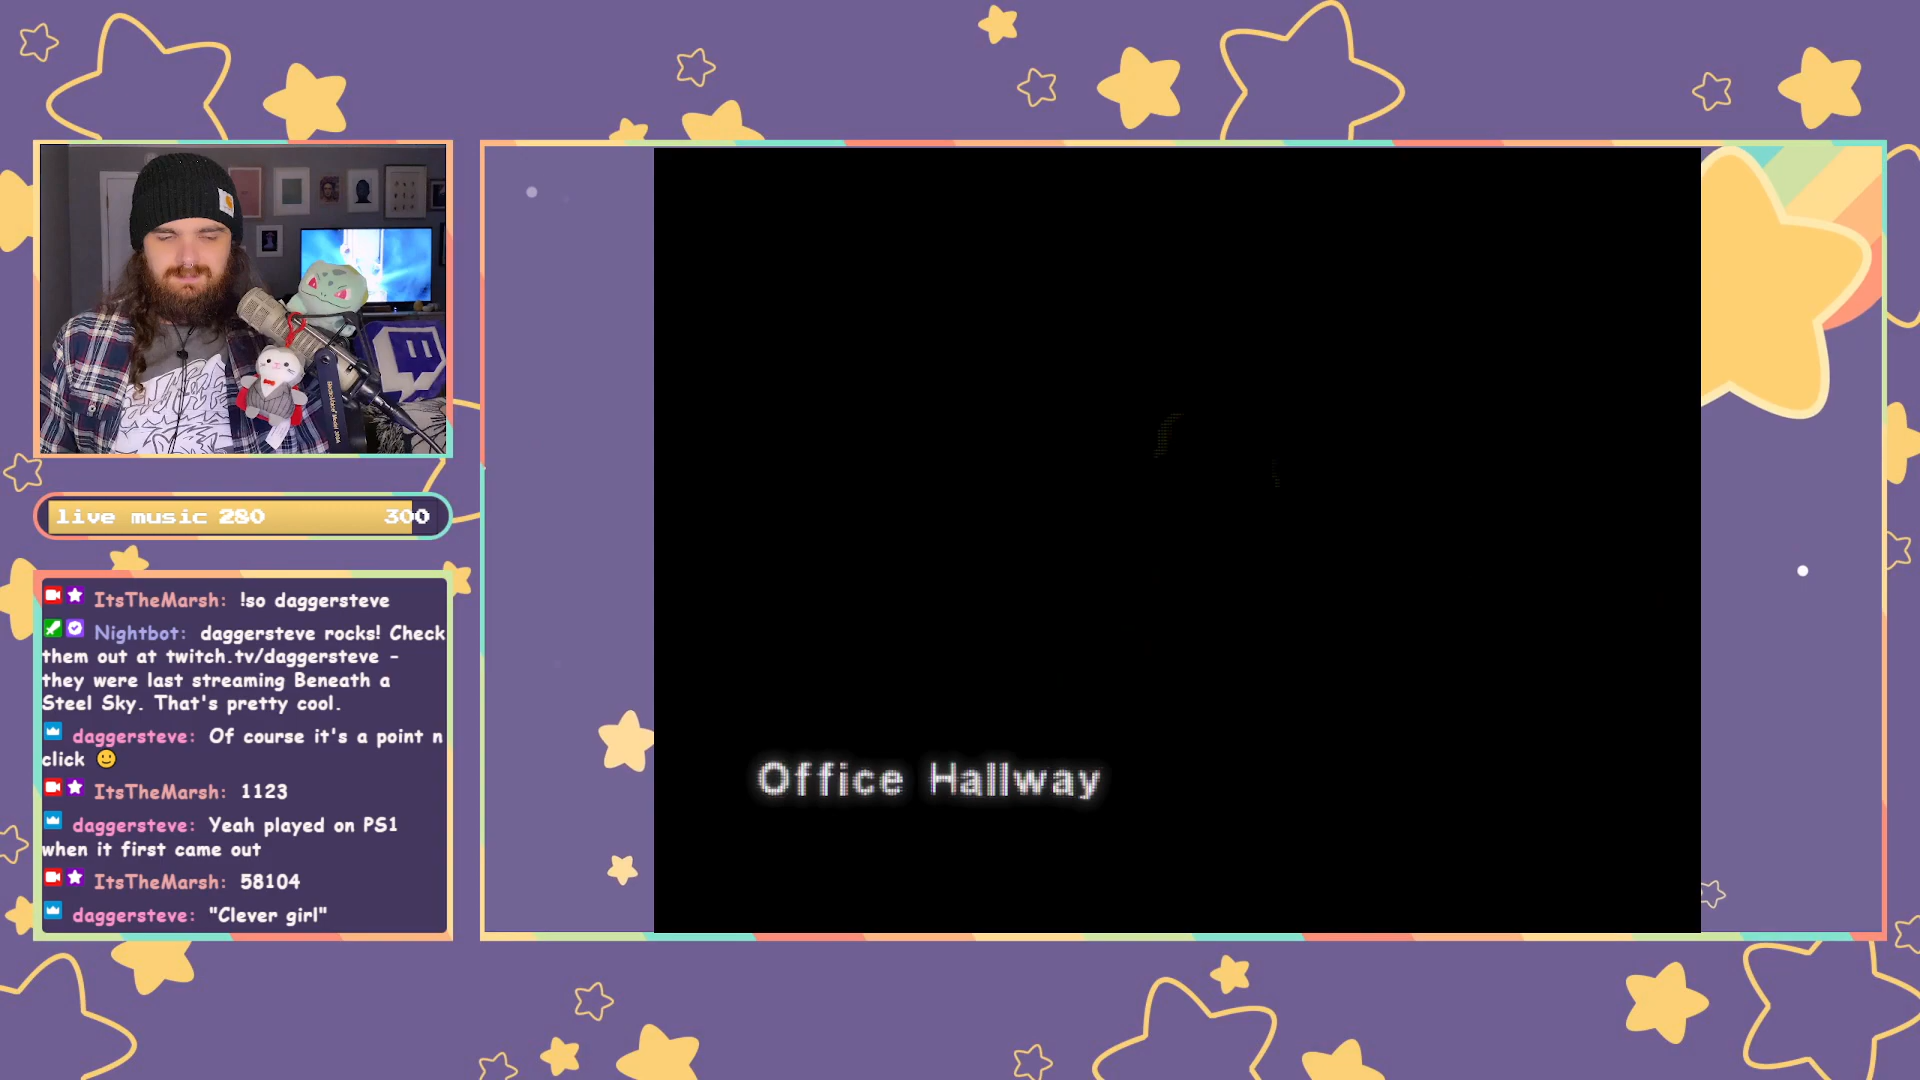 live music 280 300
ItsTheMarsh: !so daggersteve
Nightbot: daggersteve rocks! Check
them out at twitch.tv/daggersteve -
they were last streaming Beneath a
Steel Sky. That's pretty cool.
daggersteve: Of course it's a point n
click
ItsTheMarsh: 1123
daggersteve: Yeah played on PS1
when it first came out
ItsTheMarsh: 58104
daggersteve: "Clever girl"
Office Hallway